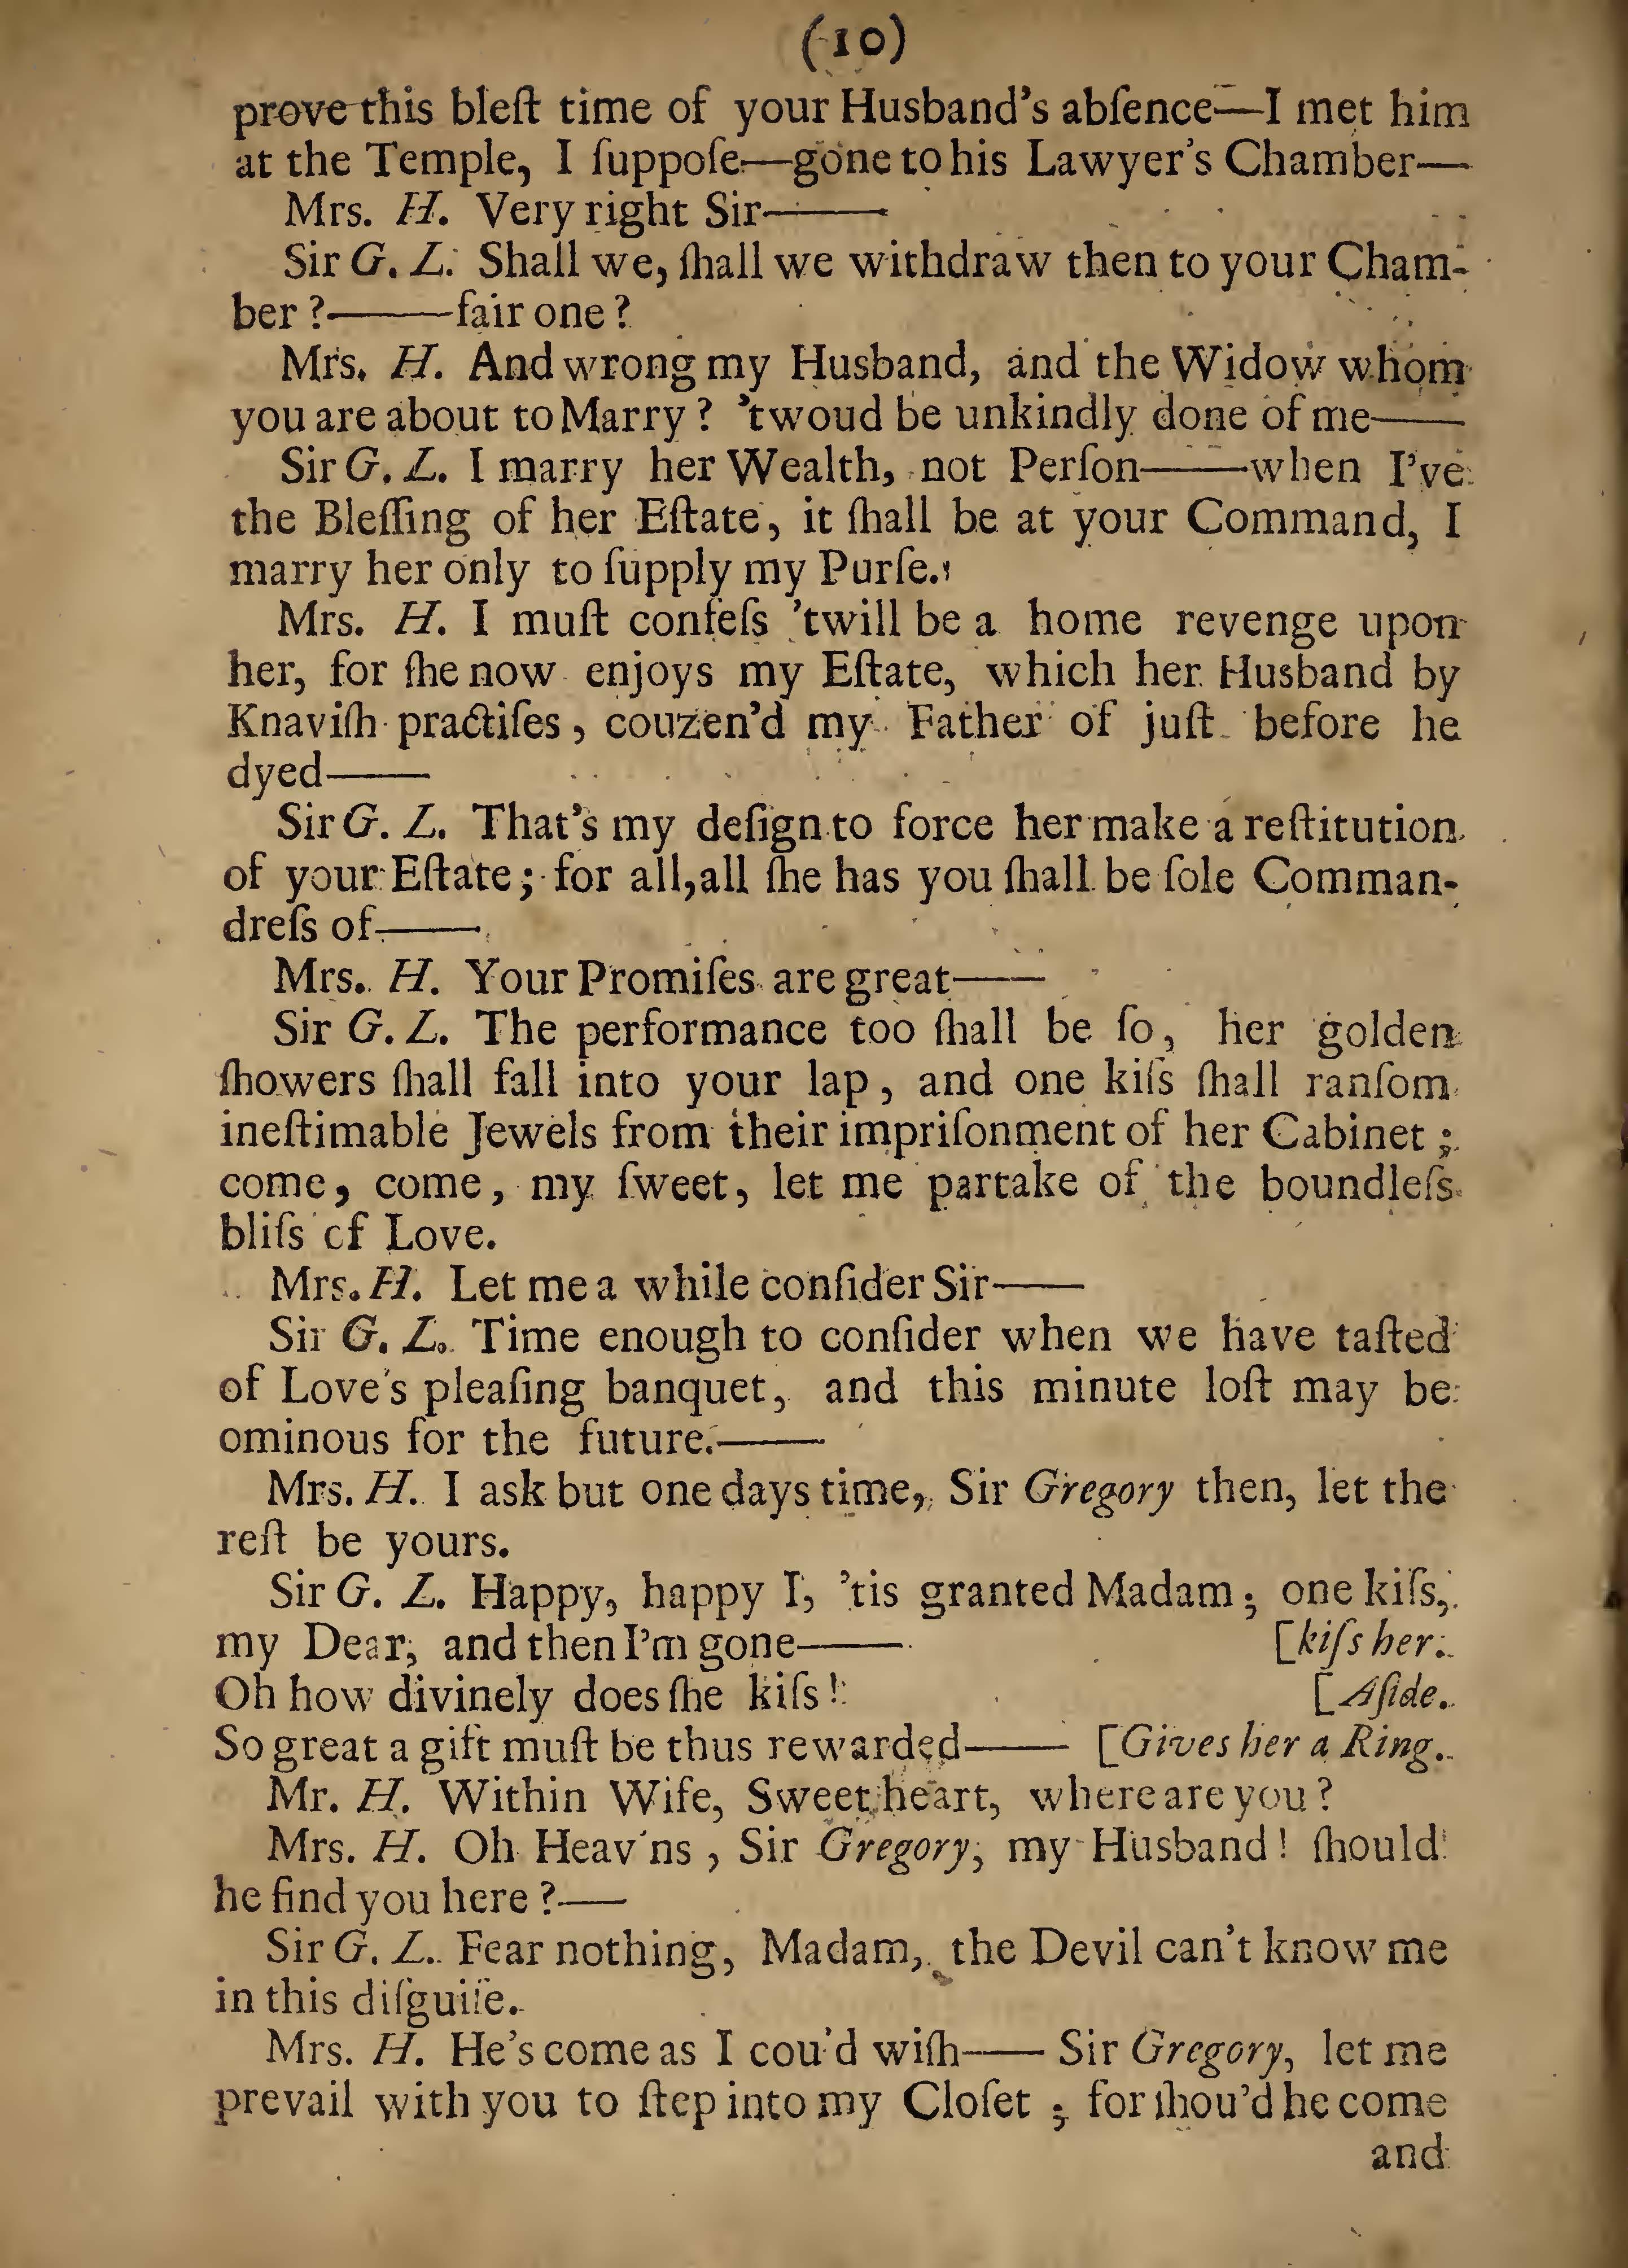 (10)
prove this bleſt time of your Husband's abſence—I met him
at the Temple, I ſuppoſe—gone to his Lawyer's Chamber—
Mrs. H. Very right Sir——
Sir G. L. Shall we, ſhall we withdraw then to your Cham-
ber ?——fair one ?
Mrs. H. And wrong my Husband, and the Widow whom
you are about to Marry ? 'twoud be unkindly done of me——
Sir G. L. I marry her Wealth, not Perſon——when I've
the Bleſſing of her Eſtate, it ſhall be at your Command, I
marry her only to ſupply my Purſe.
Mrs. H. I muſt confeſs 'twill be a home revenge upon
her, for ſhe now enjoys my Eſtate, which her Husband by
Knaviſh practiſes, couzen'd my Father of juſt before he
dyed——
Sir G. L. That's my deſign to force her make a reſtitution
of your Eſtate; for all, all ſhe has you ſhall be ſole Comman-
dreſs of——
Mrs. H. Your Promiſes are great——
Sir G. L. The performance too ſhall be ſo, her golden
ſhowers ſhall fall into your lap, and one kiſs ſhall ranſom
ineſtimable Jewels from their impriſonment of her Cabinet ;
come, come, my ſweet, let me partake of the boundleſs
bliſs of Love.
Mrs. H. Let me a while conſider Sir——
Sir G. L. Time enough to conſider when we have taſted
of Love's pleaſing banquet, and this minute loſt may be
ominous for the future.——
Mrs. H. I ask but one days time, Sir Gregory then, let the
reſt be yours.
Sir G. L. Happy, happy I, 'tis granted Madam; one kiſs,
my Dear, and then I'm gone—— [kiſs her.
Oh how divinely does ſhe kiſs ! [Aſide.
So great a gift muſt be thus rewarded—— [Gives her a Ring.
Mr. H. Within Wife, Sweet heart, where are you ?
Mrs. H. Oh Heav'ns, Sir Gregory, my Husband! ſhould
he find you here ?——
Sir G. L. Fear nothing, Madam, the Devil can't know me
in this diſguiſe.
Mrs. H. He's come as I cou'd wiſh—— Sir Gregory, let me
prevail with you to ſtep into my Cloſet ; for ſhou'd he come
and